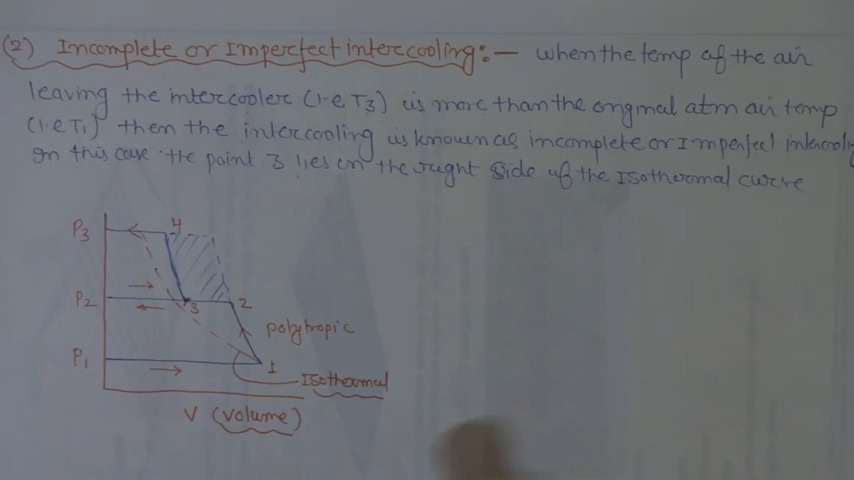 (2) Incomplete or Imperfect intercooling:— when the temp of the air
leaving the intercooler (i.e T3) is more than the original atm air temp
(i.e T1) then the intercooling is known as incomplete or Imperfect
In this case the point 3 lies on the right side of the Isothermal curve
P3
4
P2
3
2
polytropic
P1
1
Isothermal
V (volume)